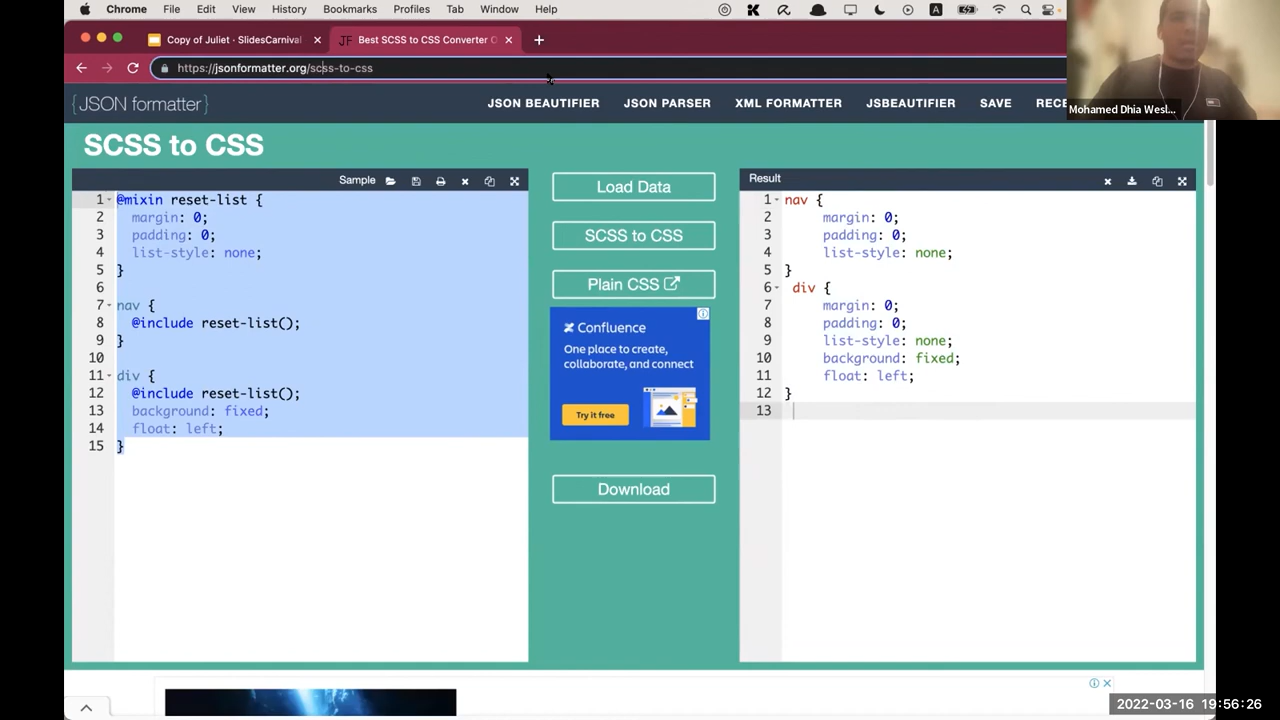 Chrome File Edit View History Bookmarks Profiles Tab Window Help
Copy of Juliet · SlidesCarnival
Best SCSS to CSS Converter O
https://jsonformatter.org/scss-to-css
{JSON formatter}
JSON BEAUTIFIER JSON PARSER XML FORMATTER JSBEAUTIFIER SAVE RECE
Mohamed Dhia Wesl...
SCSS to CSS
Sample
1 @mixin reset-list {
2 margin: 0;
3 padding: 0;
4 list-style: none;
5 }
6
7 nav {
8 @include reset-list();
9 }
10
11 div {
12 @include reset-list();
13 background: fixed;
14 float: left;
15 }
Load Data
SCSS to CSS
Plain CSS
Confluence
One place to create,
collaborate, and connect
Try it free
Download
Result
1 nav {
2 margin: 0;
3 padding: 0;
4 list-style: none;
5 }
6 div {
7 margin: 0;
8 padding: 0;
9 list-style: none;
10 background: fixed;
11 float: left;
12 }
13
2022-03-16 19:56:26